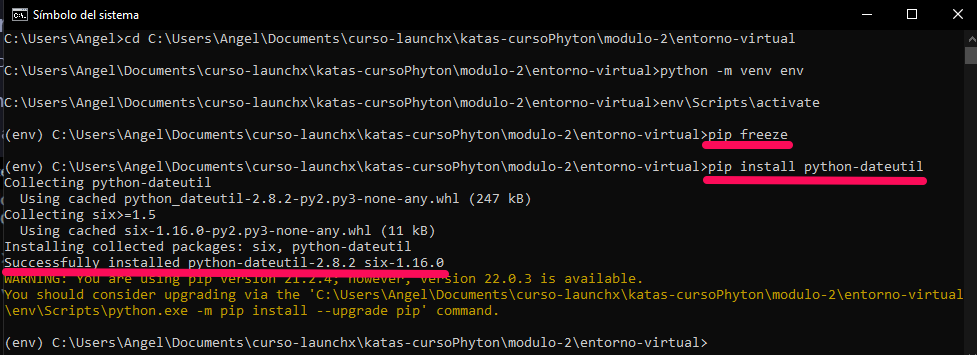 Símbolo del sistema
C:\Users\Angel>cd C:\Users\Angel\Documents\curso-launchx\katas-cursoPhyton\modulo-2\entorno-virtual
C:\Users\Angel\Documents\curso-launchx\katas-cursoPhyton\modulo-2\entorno-virtual>python -m venv env
C:\Users\Angel\Documents\curso-launchx\katas-cursoPhyton\modulo-2\entorno-virtual>env\Scripts\activate
(env) C:\Users\Angel\Documents\curso-launchx\katas-cursoPhyton\modulo-2\entorno-virtual>pip freeze
(env) C:\Users\Angel\Documents\curso-launchx\katas-cursoPhyton\modulo-2\entorno-virtual>pip install python-dateutil
Collecting python-dateutil
  Using cached python_dateutil-2.8.2-py2.py3-none-any.whl (247 kB)
Collecting six>=1.5
  Using cached six-1.16.0-py2.py3-none-any.whl (11 kB)
Installing collected packages: six, python-dateutil
Successfully installed python-dateutil-2.8.2 six-1.16.0
WARNING: You are using pip version 21.2.4; however, version 22.0.3 is available.
You should consider upgrading via the 'C:\Users\Angel\Documents\curso-launchx\katas-cursoPhyton\modulo-2\entorno-virtual
\env\Scripts\python.exe -m pip install --upgrade pip' command.
(env) C:\Users\Angel\Documents\curso-launchx\katas-cursoPhyton\modulo-2\entorno-virtual>